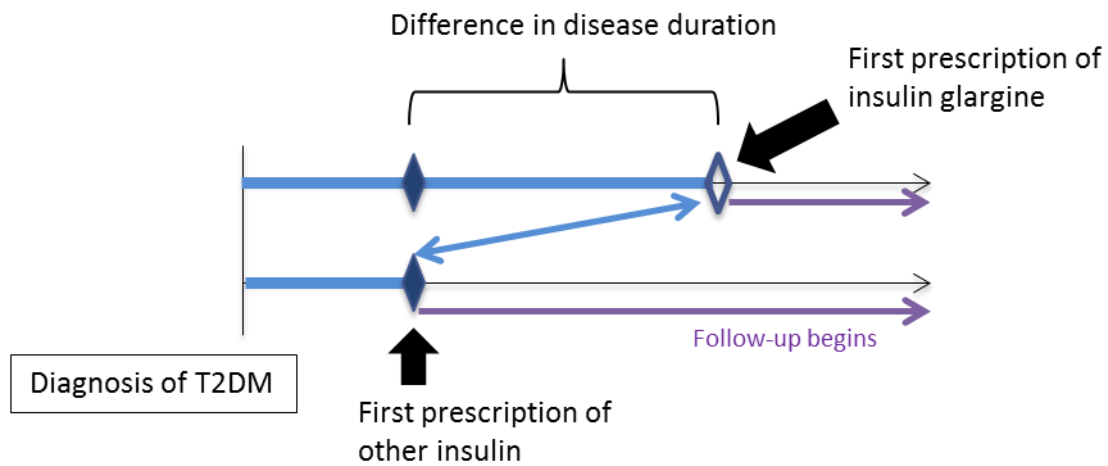 Difference in disease duration
First prescription of
insulin glargine
Follow-up begins
Diagnosis of T2DM
First prescription of
other insulin